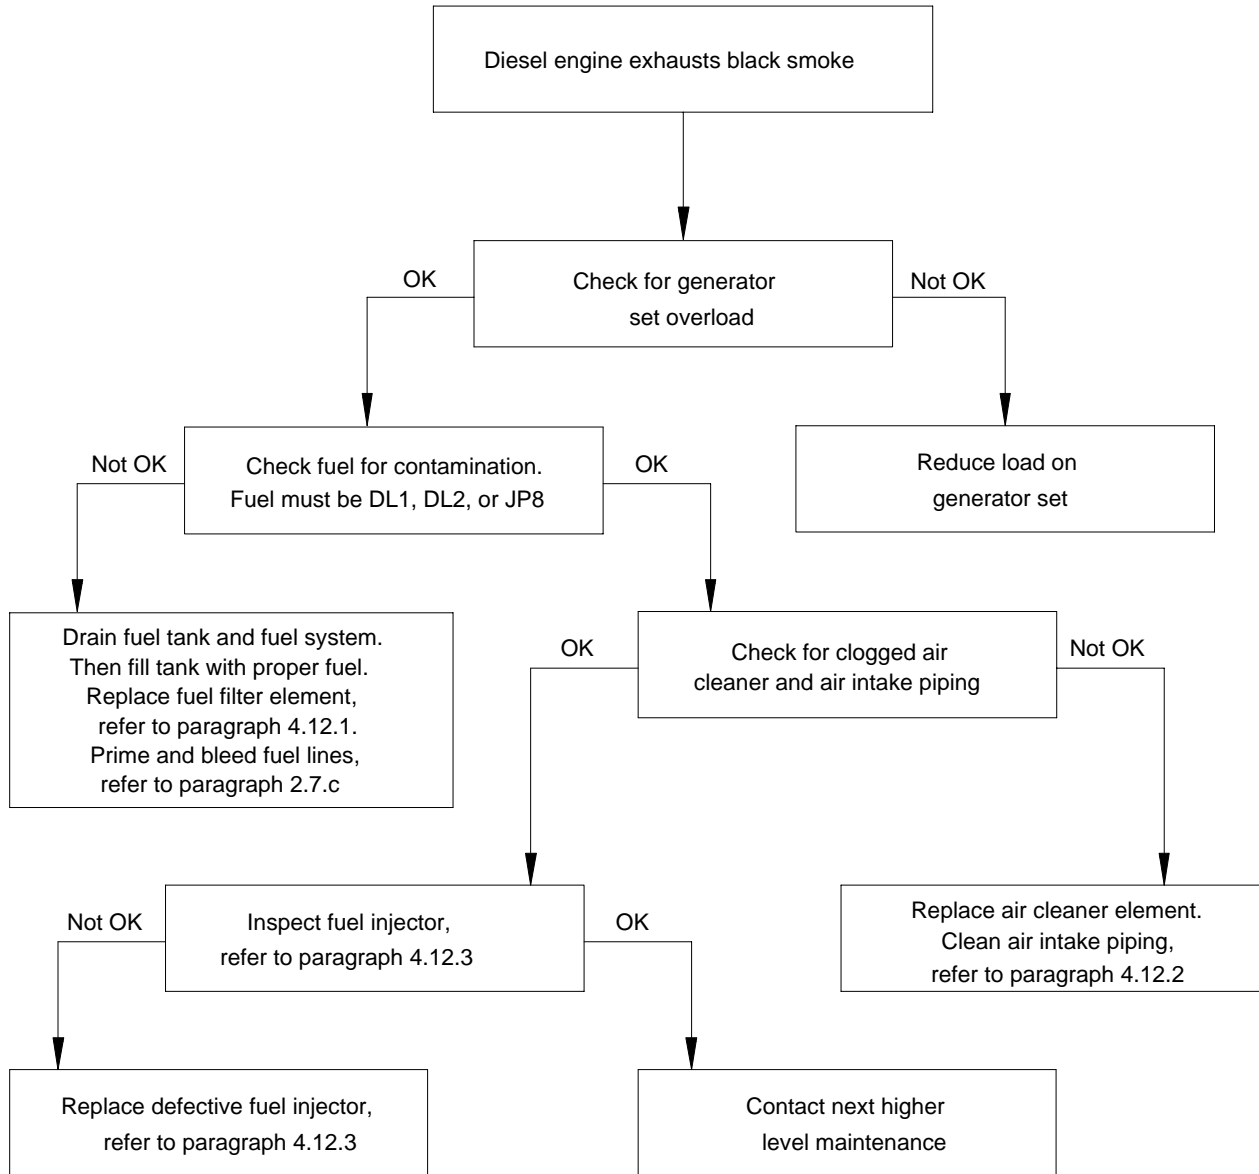 Diesel engine exhausts black smoke
OK
Check for generator
set overload
Not OK
Not OK
Check fuel for contamination.
Fuel must be DL1, DL2, or JP8
OK
Reduce load on
generator set
Drain fuel tank and fuel system.
Then fill tank with proper fuel.
Replace fuel filter element,
refer to paragraph 4.12.1.
Prime and bleed fuel lines,
refer to paragraph 2.7.c
OK
Check for clogged air
cleaner and air intake piping
Not OK
Not OK
Inspect fuel injector,
refer to paragraph 4.12.3
OK
Replace air cleaner element.
Clean air intake piping,
refer to paragraph 4.12.2
Replace defective fuel injector,
refer to paragraph 4.12.3
Contact next higher
level maintenance